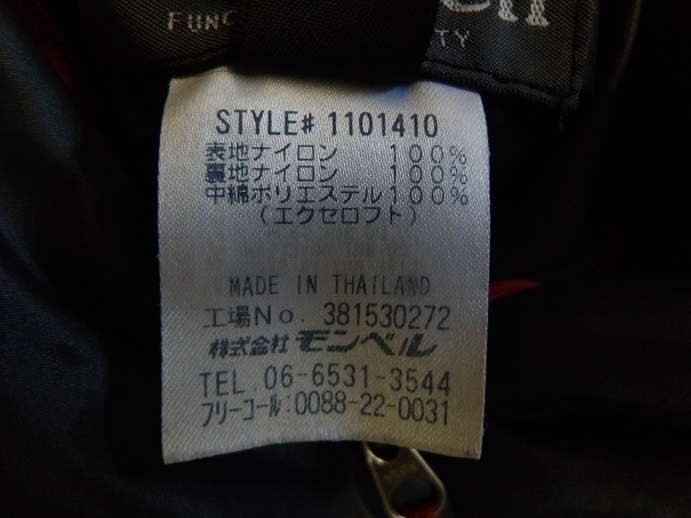 FUNC
TY
STYLE# 1101410
表地ナイロン 100%
裏地ナイロン 100%
中綿ポリエステル100%
(エクセロフト)
MADE IN THAILAND
工場No. 381530272
株式会社 モンベル
TEL.06-6531-3544
フリーコール:0088-22-0031